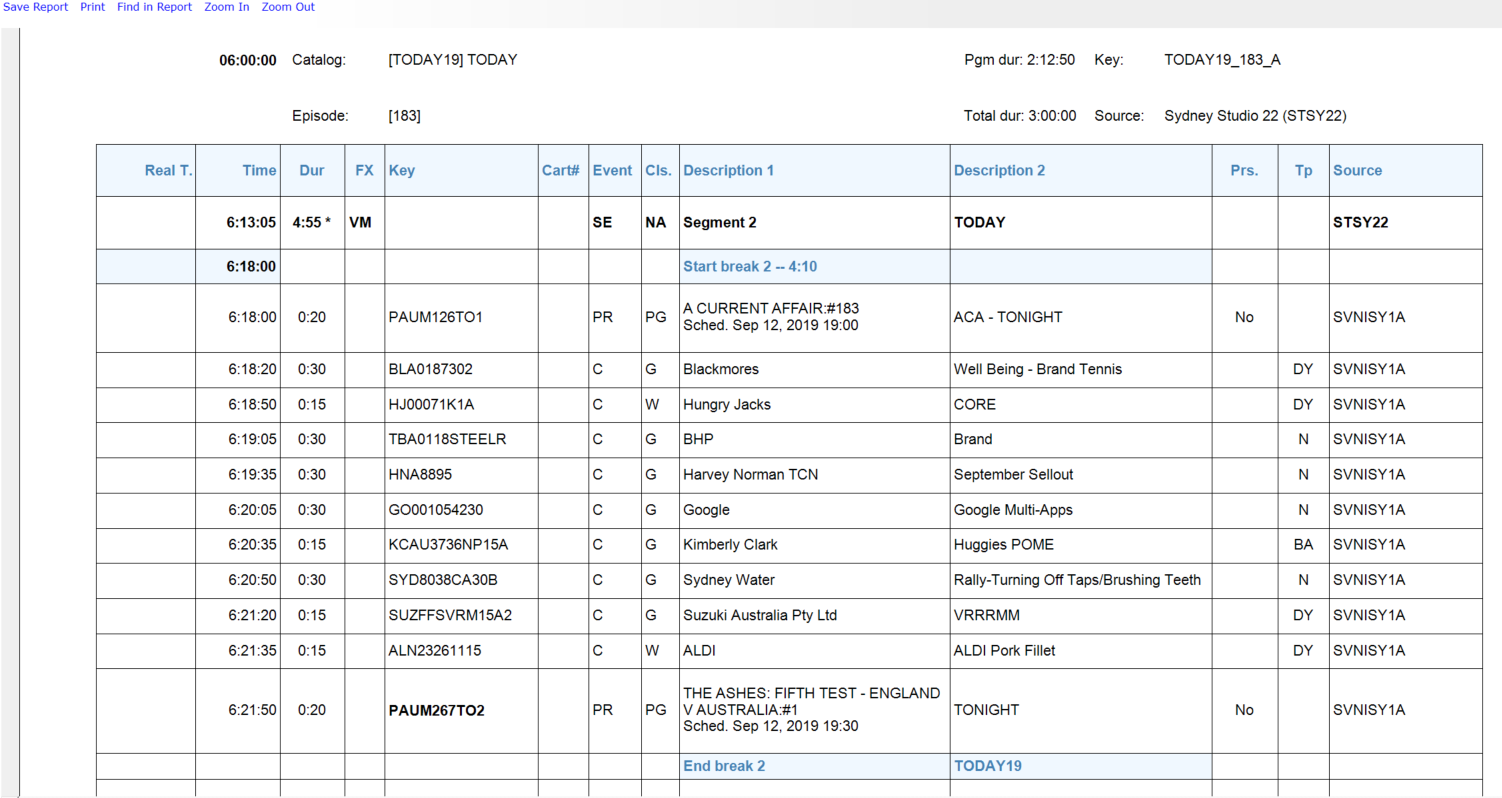 Save Report Print Find in Report Zoom In Zoom Out
06:00:00 Catalog: [TODAY19] TODAY Pgm dur: 2:12:50 Key: TODAY19_183_A
Episode: [183] Total dur: 3:00:00 Source: Sydney Studio 22 (STSY22)
Real T. Time Dur FX Key Cart# Event Cls. Description 1 Description 2 Prs. Tp Source
6:13:05 4:55 * VM SE NA Segment 2 TODAY STSY22
6:18:00 Start break 2 -- 4:10
6:18:00 0:20 PAUM126TO1 PR PG A CURRENT AFFAIR:#183
Sched. Sep 12, 2019 19:00 ACA - TONIGHT No SVNISY1A
6:18:20 0:30 BLA0187302 C G Blackmores Well Being - Brand Tennis DY SVNISY1A
6:18:50 0:15 HJ00071K1A C W Hungry Jacks CORE DY SVNISY1A
6:19:05 0:30 TBA0118STEELR C G BHP Brand N SVNISY1A
6:19:35 0:30 HNA8895 C G Harvey Norman TCN September Sellout N SVNISY1A
6:20:05 0:30 GO001054230 C G Google Google Multi-Apps N SVNISY1A
6:20:35 0:15 KCAU3736NP15A C G Kimberly Clark Huggies POME BA SVNISY1A
6:20:50 0:30 SYD8038CA30B C G Sydney Water Rally-Turning Off Taps/Brushing Teeth N SVNISY1A
6:21:20 0:15 SUZFFSVRM15A2 C G Suzuki Australia Pty Ltd VRRRMM DY SVNISY1A
6:21:35 0:15 ALN23261115 C W ALDI ALDI Pork Fillet DY SVNISY1A
6:21:50 0:20 PAUM267TO2 PR PG THE ASHES: FIFTH TEST - ENGLAND
V AUSTRALIA:#1
Sched. Sep 12, 2019 19:30 TONIGHT No SVNISY1A
End break 2 TODAY19